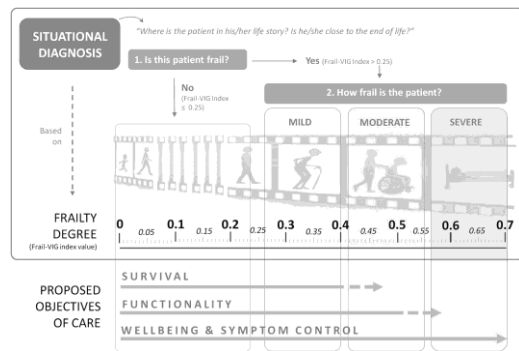 SITUATIONAL
DIAGNOSIS
"Where is the patient in his/her life story? Is he/she close to the end of life?"
1. Is this patient frail?
Yes (Frail-VIG Index > 0.25)
No
(Frail-VIG Index
≤ 0.25)
2. How frail is the patient?
Based
on
MILD
MODERATE
SEVERE
FRAILTY
DEGREE
(Frail-VIG index value)
0 0.05 0.1 0.15 0.2 0.25 0.3 0.35 0.4 0.45 0.5 0.55 0.6 0.65 0.7
PROPOSED
OBJECTIVES
OF CARE
SURVIVAL
FUNCTIONALITY
WELLBEING & SYMPTOM CONTROL